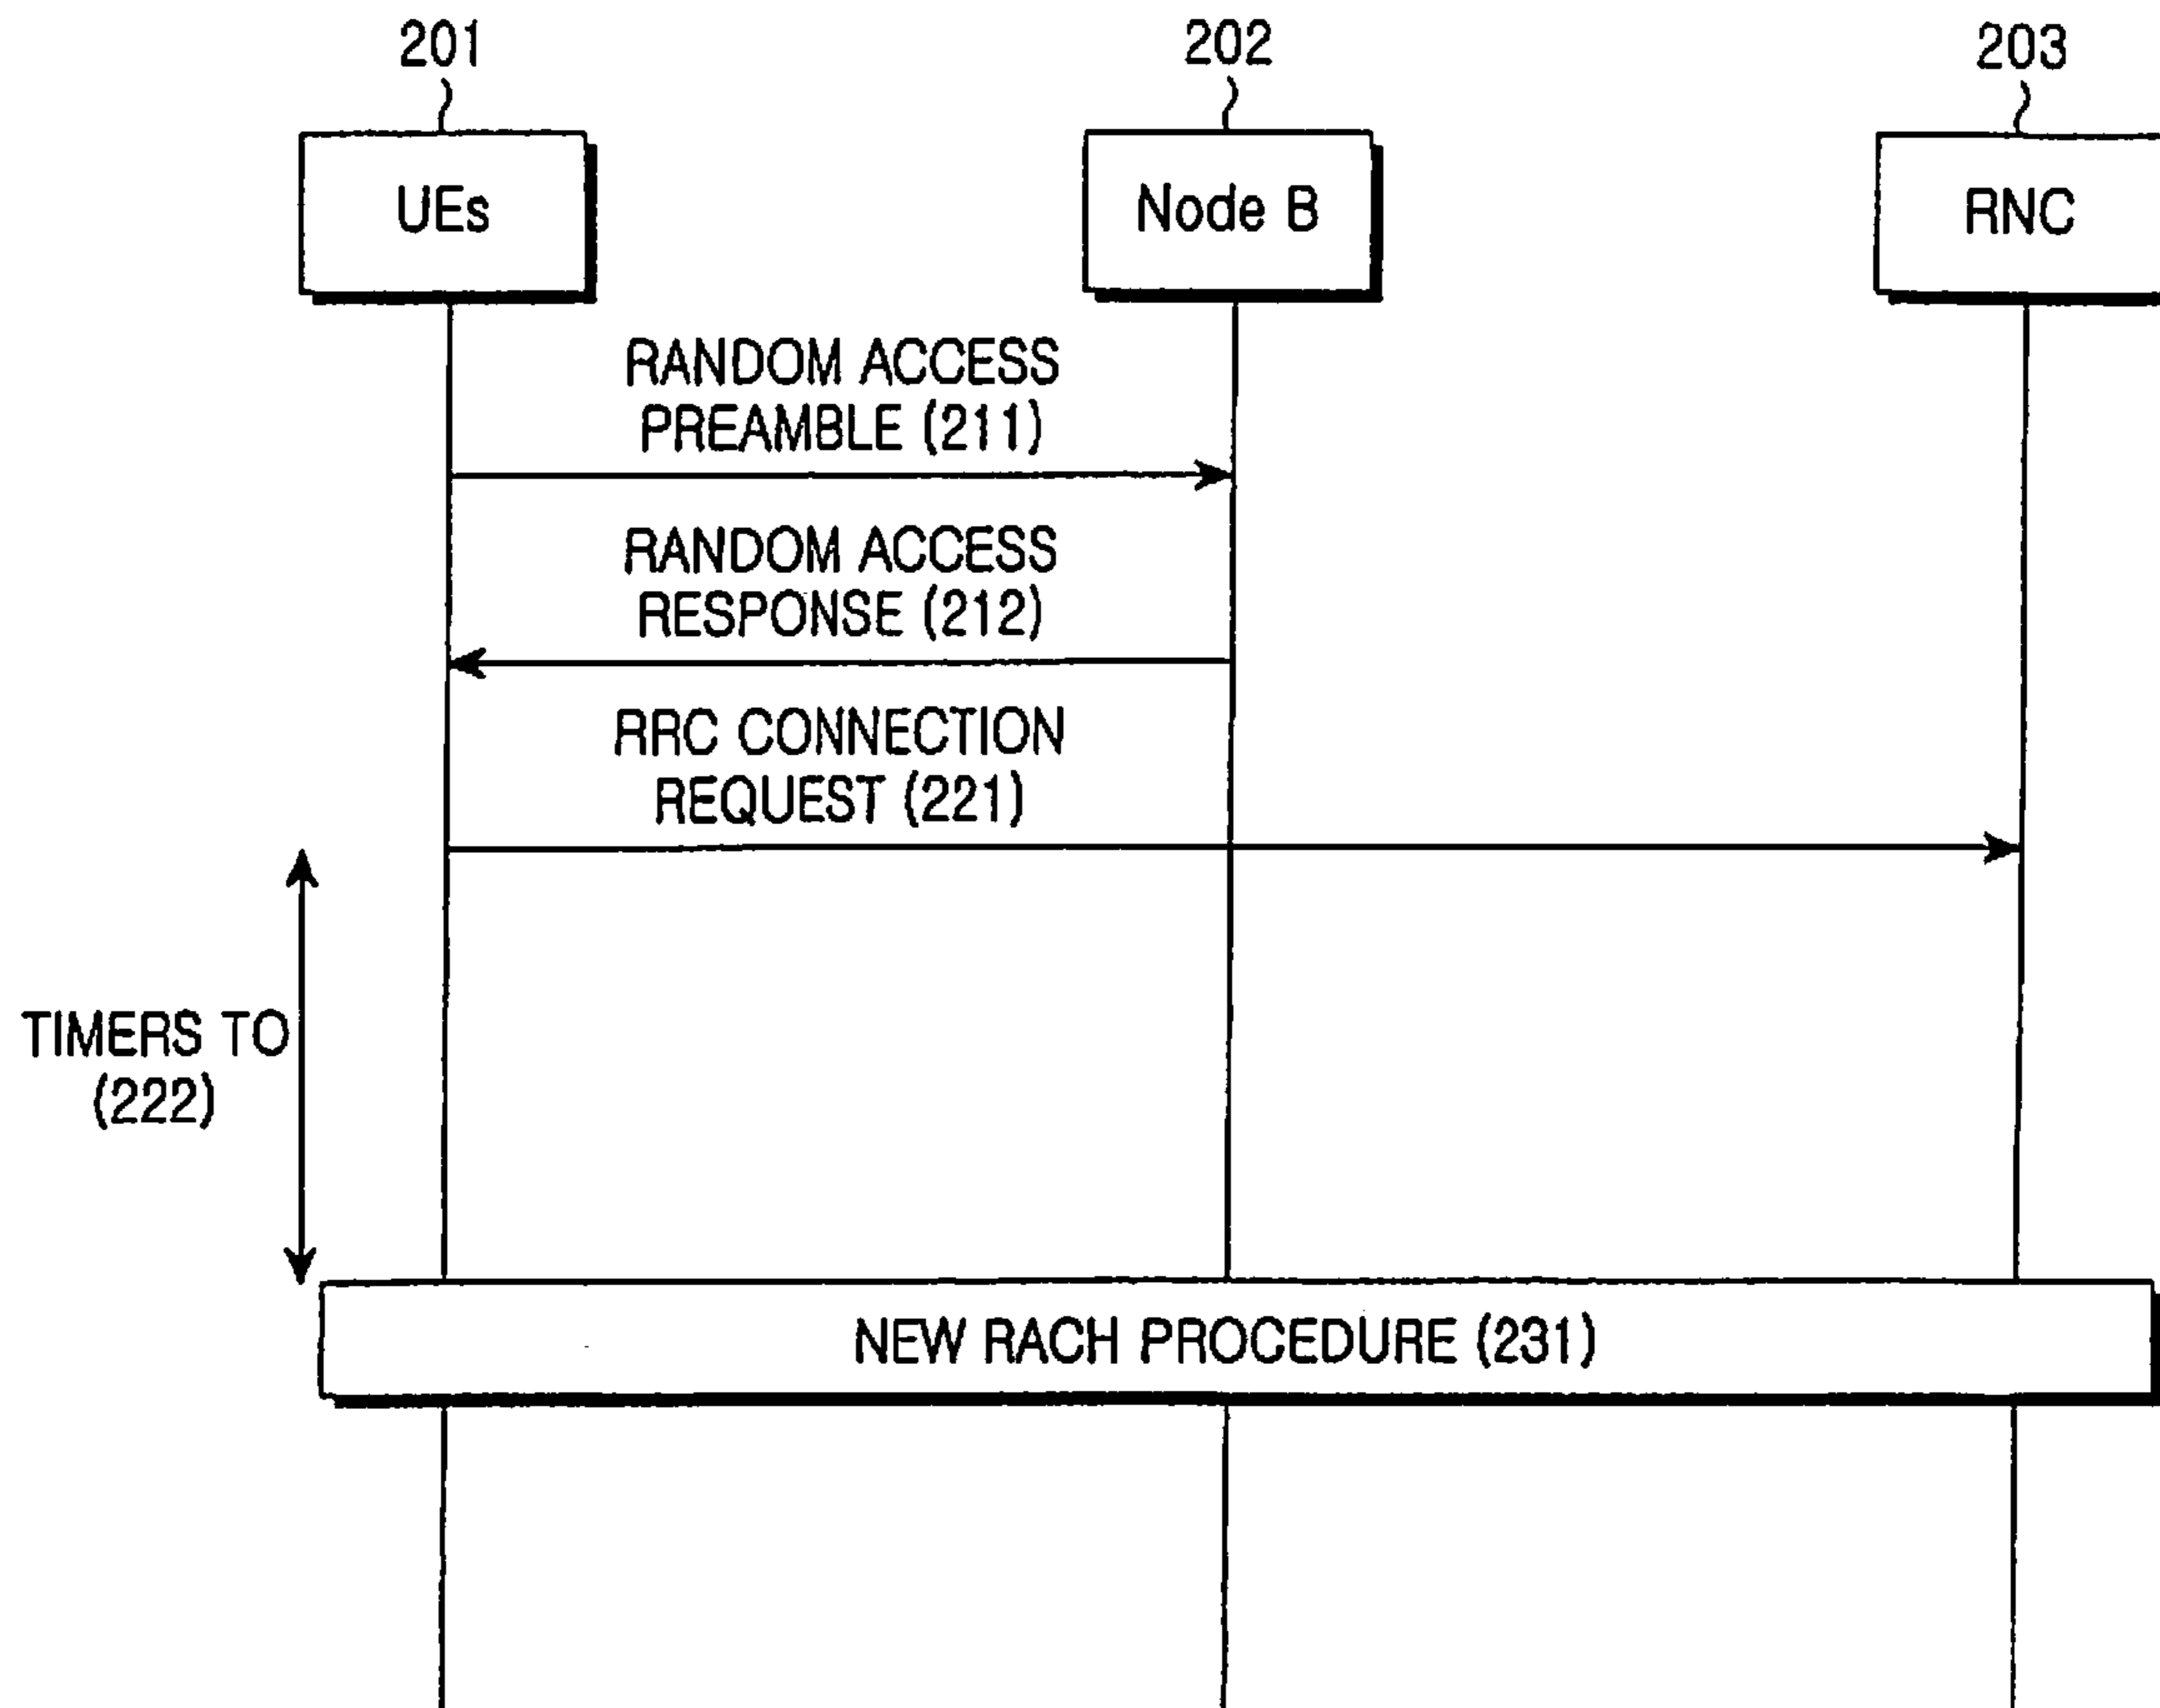 201
202
203
UEs
Node B
RNC
RANDOM ACCESS
PREAMBLE (211)
RANDOM ACCESS
RESPONSE (212)
RRC CONNECTION
REQUEST (221)
TIMERS TO
(222)
NEW RACH PROCEDURE (231)